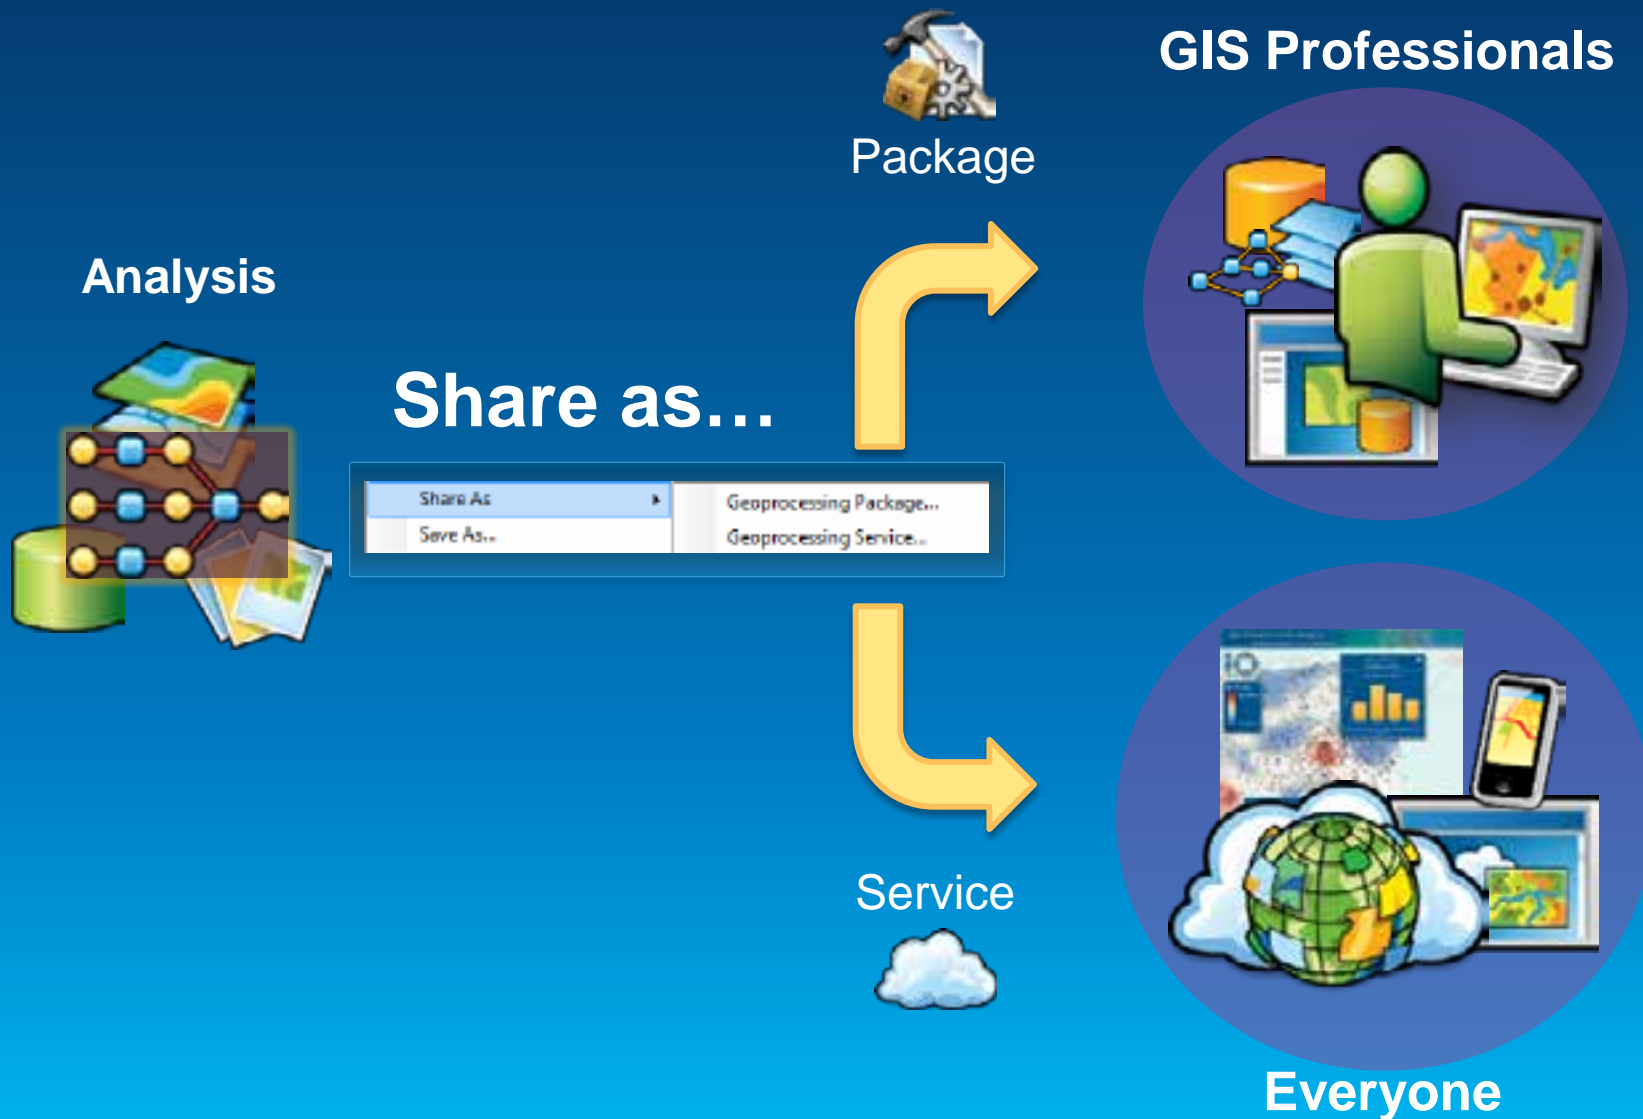 GIS Professionals
Package
Analysis
Share as…
Share As
Geoprocessing Package...
Save As...
Geoprocessing Service...
Service
Everyone